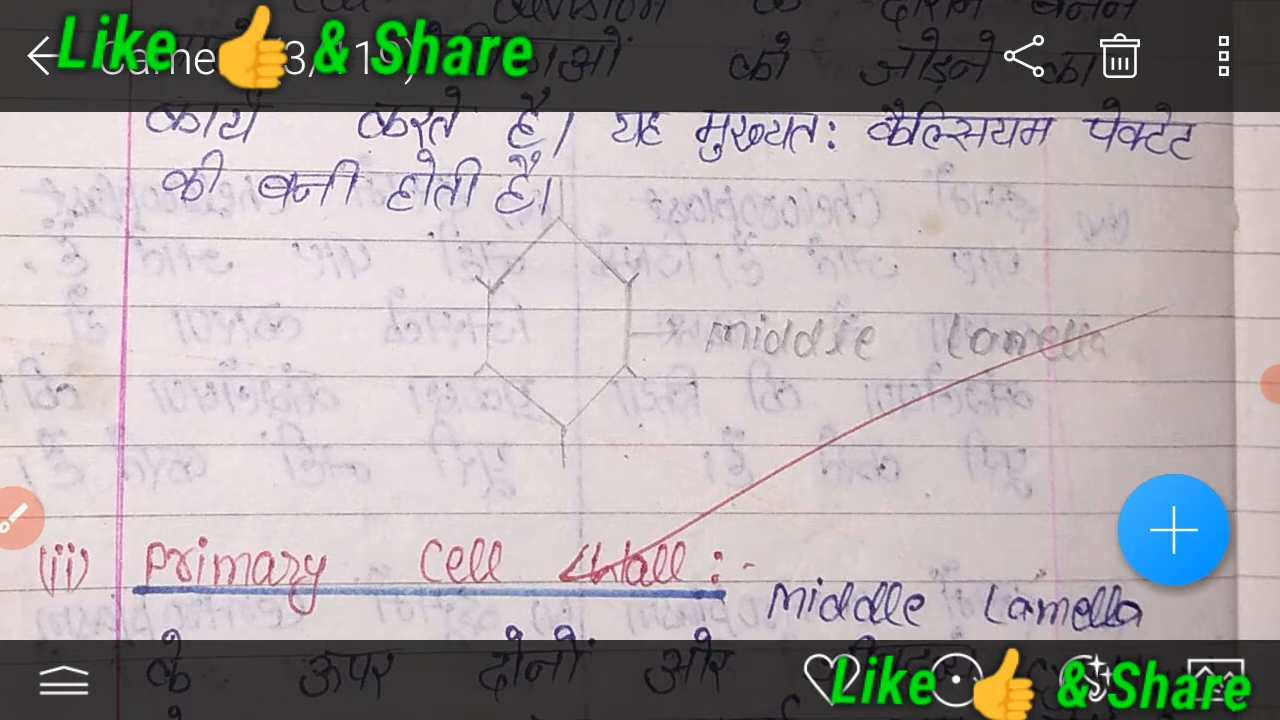 Like 👍 & Share
को जोड़ने का
कार्य करते है। यह मुख्यत: कैल्सियम पेक्टेट
की बनी होती है।
middle Lamella
(ii) Primary Cell Wall :-
Middle Lamella
के ऊपर दोनों ओर
Like 👍 & Share